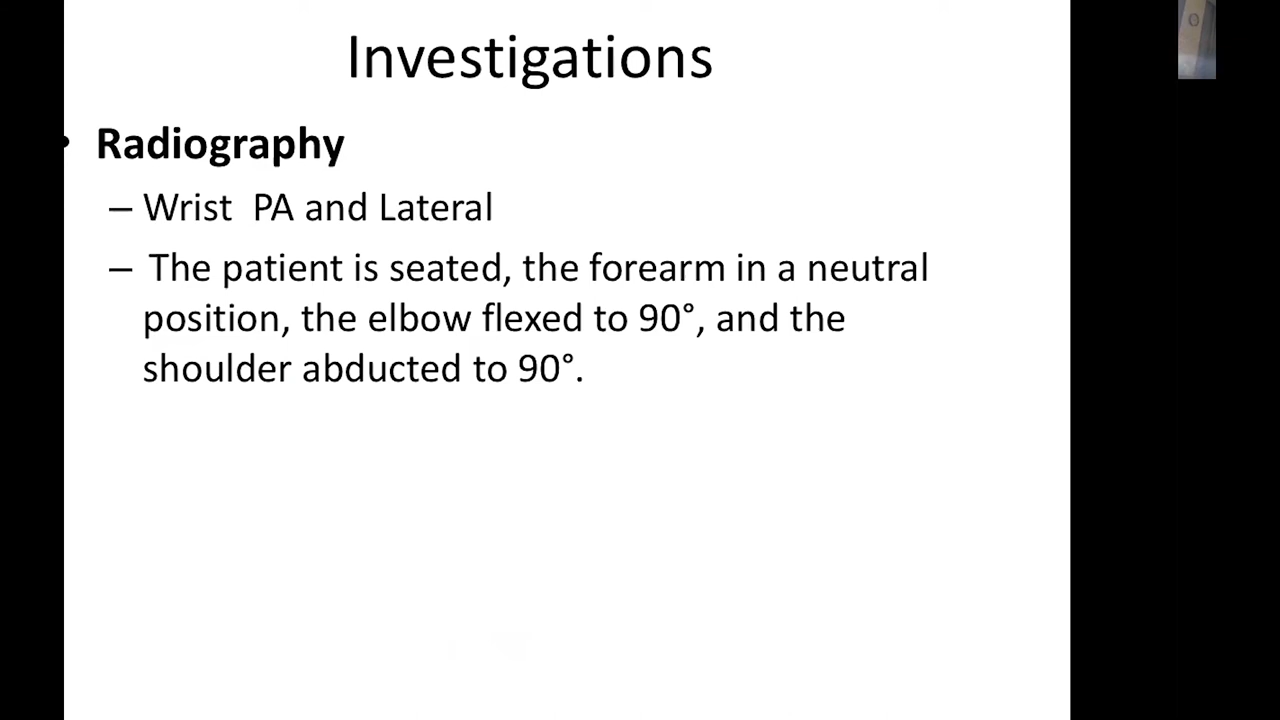 Investigations
• Radiography
– Wrist PA and Lateral
– The patient is seated, the forearm in a neutral
position, the elbow flexed to 90°, and the
shoulder abducted to 90°.